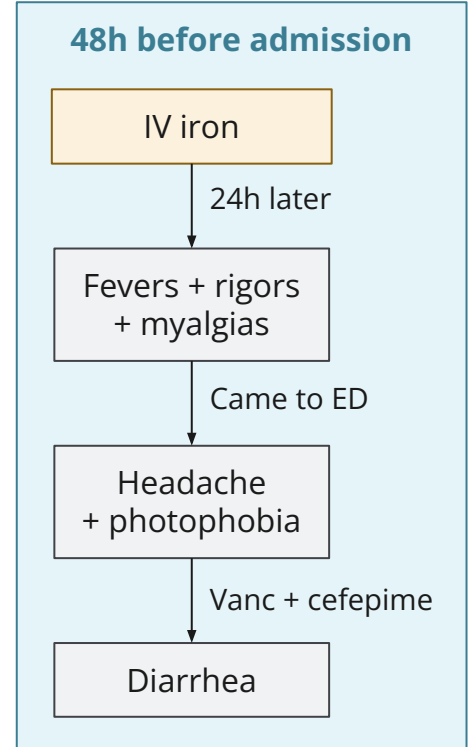 48h before admission
IV iron
24h later
Fevers + rigors
+ myalgias
Came to ED
Headache
+ photophobia
Vanc + cefepime
Diarrhea